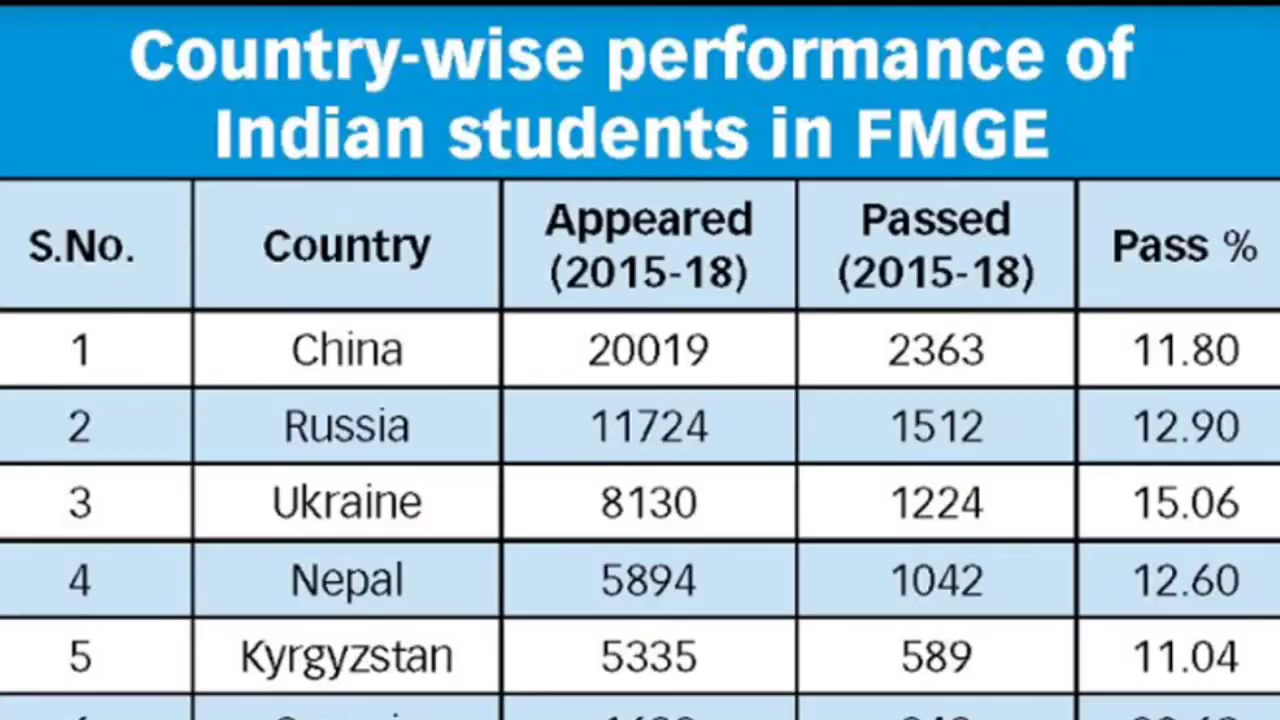 Country-wise performance of
Indian students in FMGE
S.No. Country Appeared (2015-18) Passed (2015-18) Pass %
1 China 20019 2363 11.80
2 Russia 11724 1512 12.90
3 Ukraine 8130 1224 15.06
4 Nepal 5894 1042 12.60
5 Kyrgyzstan 5335 589 11.04